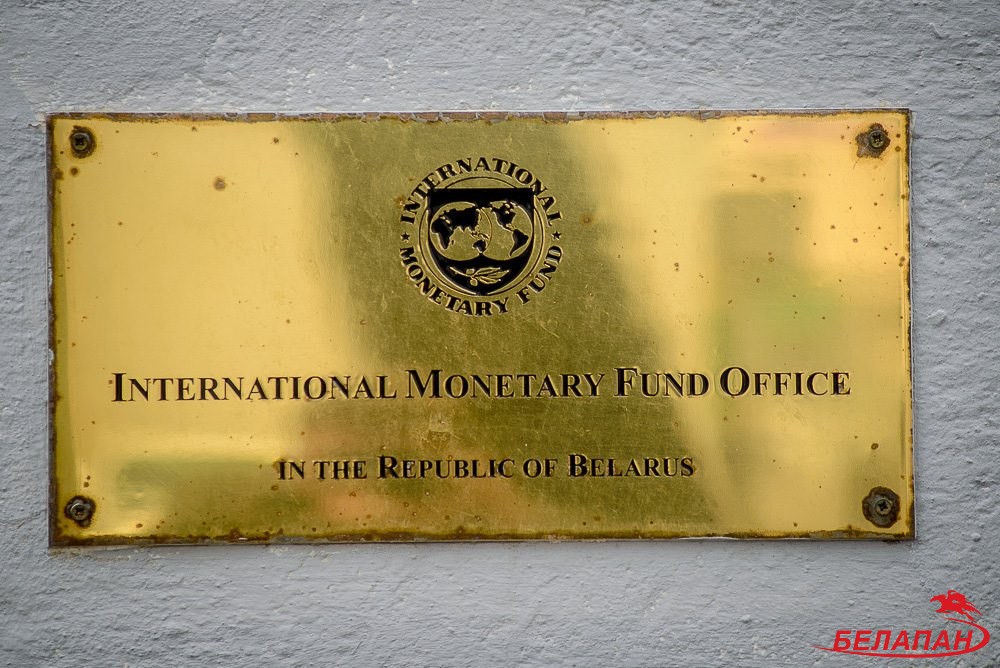 INTERNATIONAL
★ MONETARY FUND ★
INTERNATIONAL MONETARY FUND OFFICE
IN THE REPUBLIC OF BELARUS
БЕЛАПАН